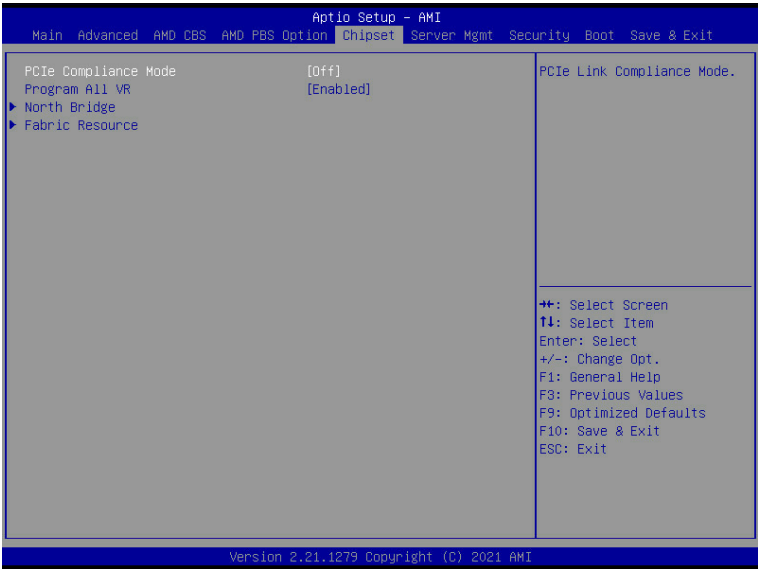 Aptio Setup – AMI
Main Advanced AMD CBS AMD PBS Option Chipset Server Mgmt Security Boot Save & Exit
PCIe Compliance Mode [Off]
Program All VR [Enabled]
▶ North Bridge
▶ Fabric Resource
PCIe Link Compliance Mode.
→←: Select Screen
↑↓: Select Item
Enter: Select
+/-: Change Opt.
F1: General Help
F3: Previous Values
F9: Optimized Defaults
F10: Save & Exit
ESC: Exit
Version 2.21.1279 Copyright (C) 2021 AMI